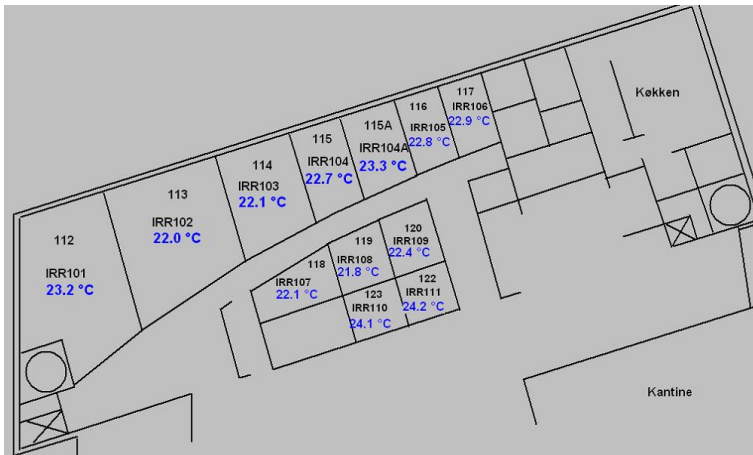 112
IRR101
23.2 °C
113
IRR102
22.0 °C
114
IRR103
22.1 °C
115
IRR104
22.7 °C
115A
IRR104A
23.3 °C
116
IRR105
22.8 °C
117
IRR106
22.9 °C
Køkken
118
IRR107
22.1 °C
119
IRR108
21.8 °C
120
IRR109
22.4 °C
123
IRR110
24.1 °C
122
IRR111
24.2 °C
Kantine